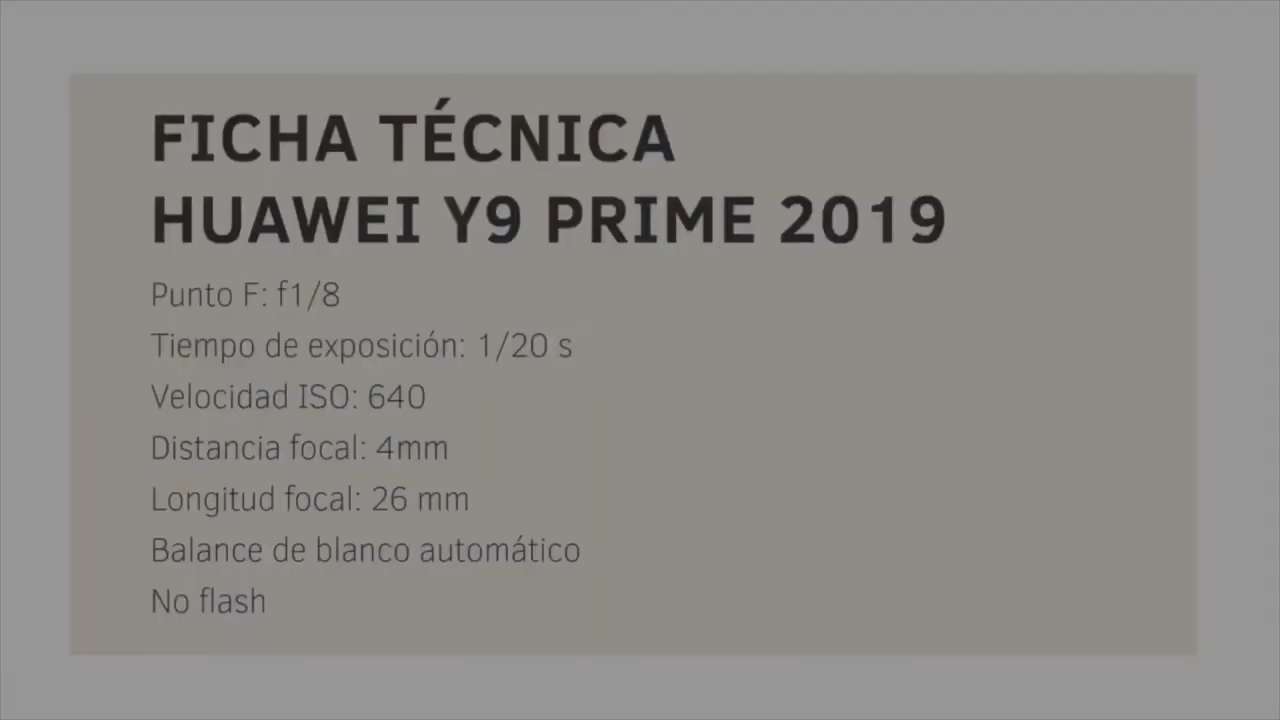 FICHA TÉCNICA
HUAWEI Y9 PRIME 2019
Punto F: f1/8
Tiempo de exposición: 1/20 s
Velocidad ISO: 640
Distancia focal: 4mm
Longitud focal: 26 mm
Balance de blanco automático
No flash